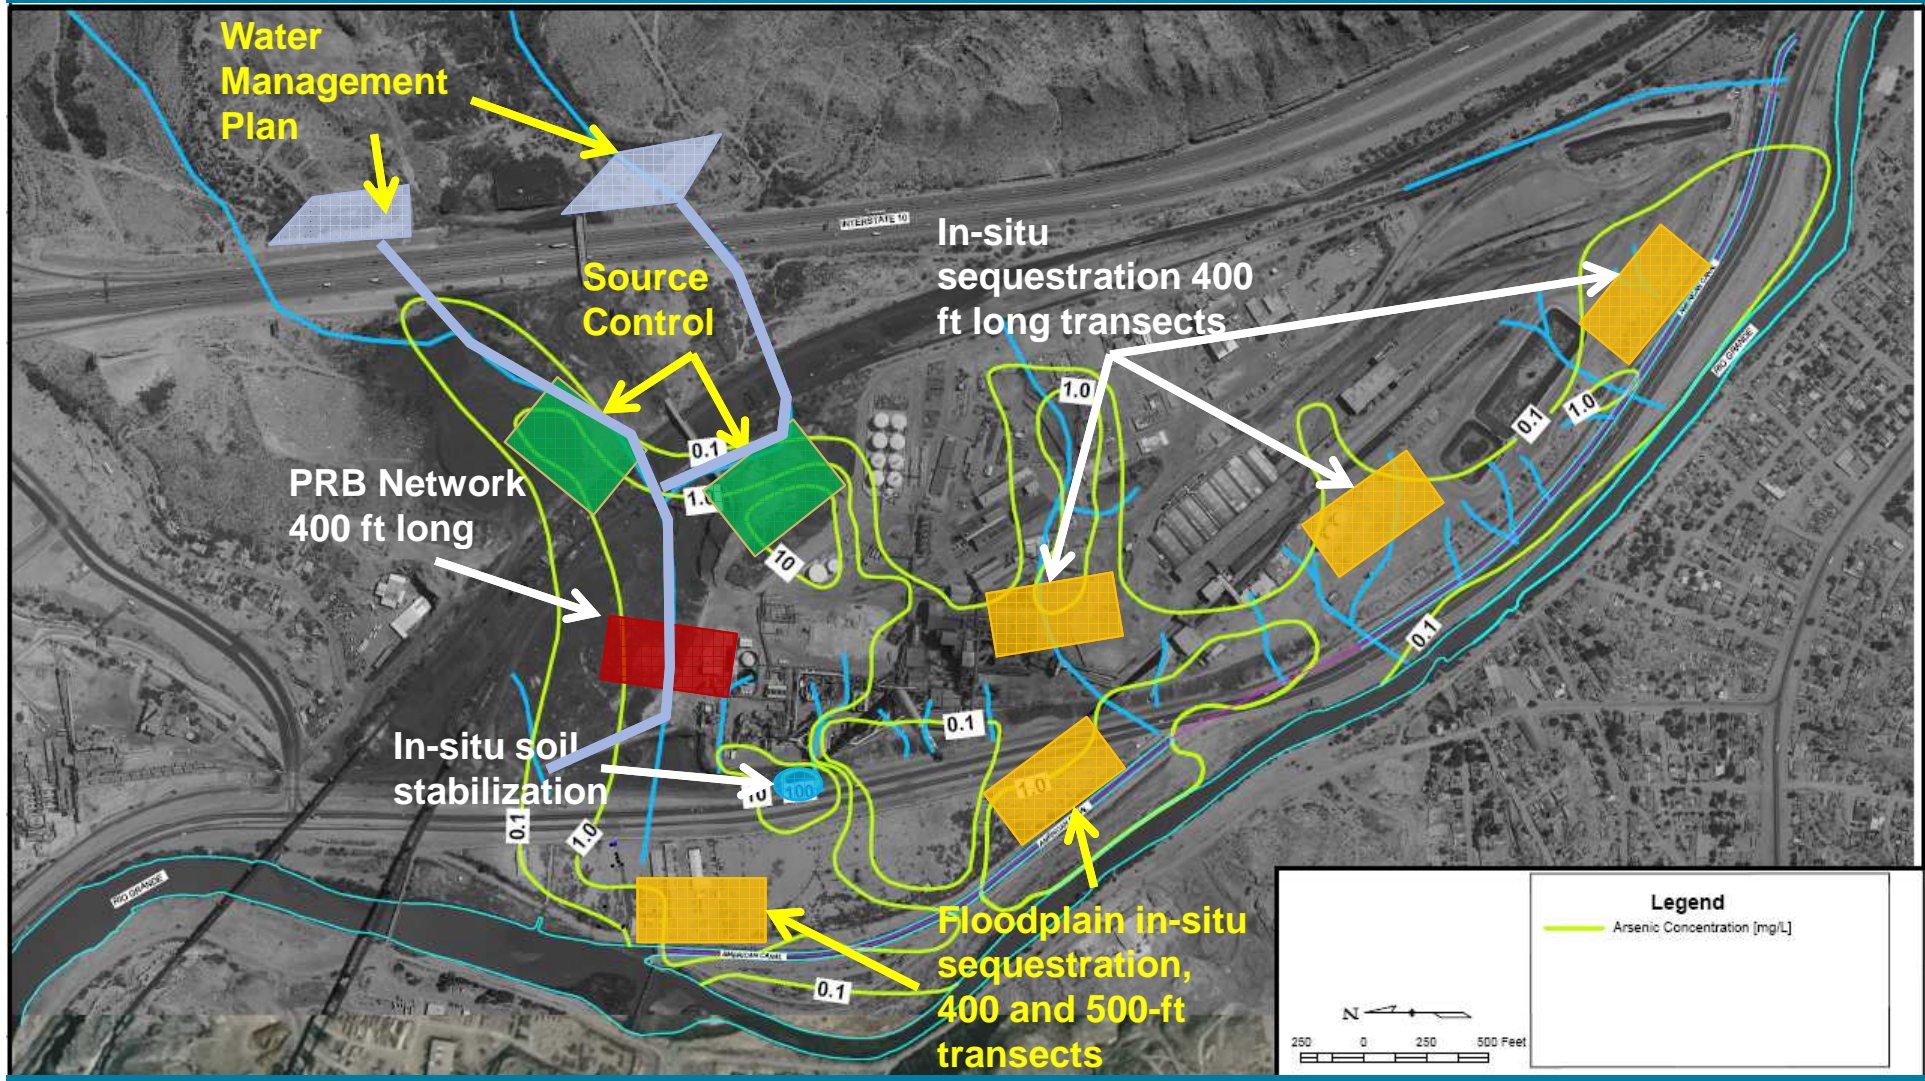 Water
Management
Plan
INTERSTATE 10
Source
Control
In-situ
sequestration 400
ft long transects
RIO GRANDE
1.0
1.0
0.1
0.1
1.0
PRB Network
400 ft long
10
0.1
0.1
In-situ soil
stabilization
10
100
1.0
0.1
1.0
RIO GRANDE
AMERICAN CANAL
0.1
Floodplain in-situ
sequestration,
400 and 500-ft
transects
Legend
Arsenic Concentration [mg/L]
N
250 0 250 500 Feet